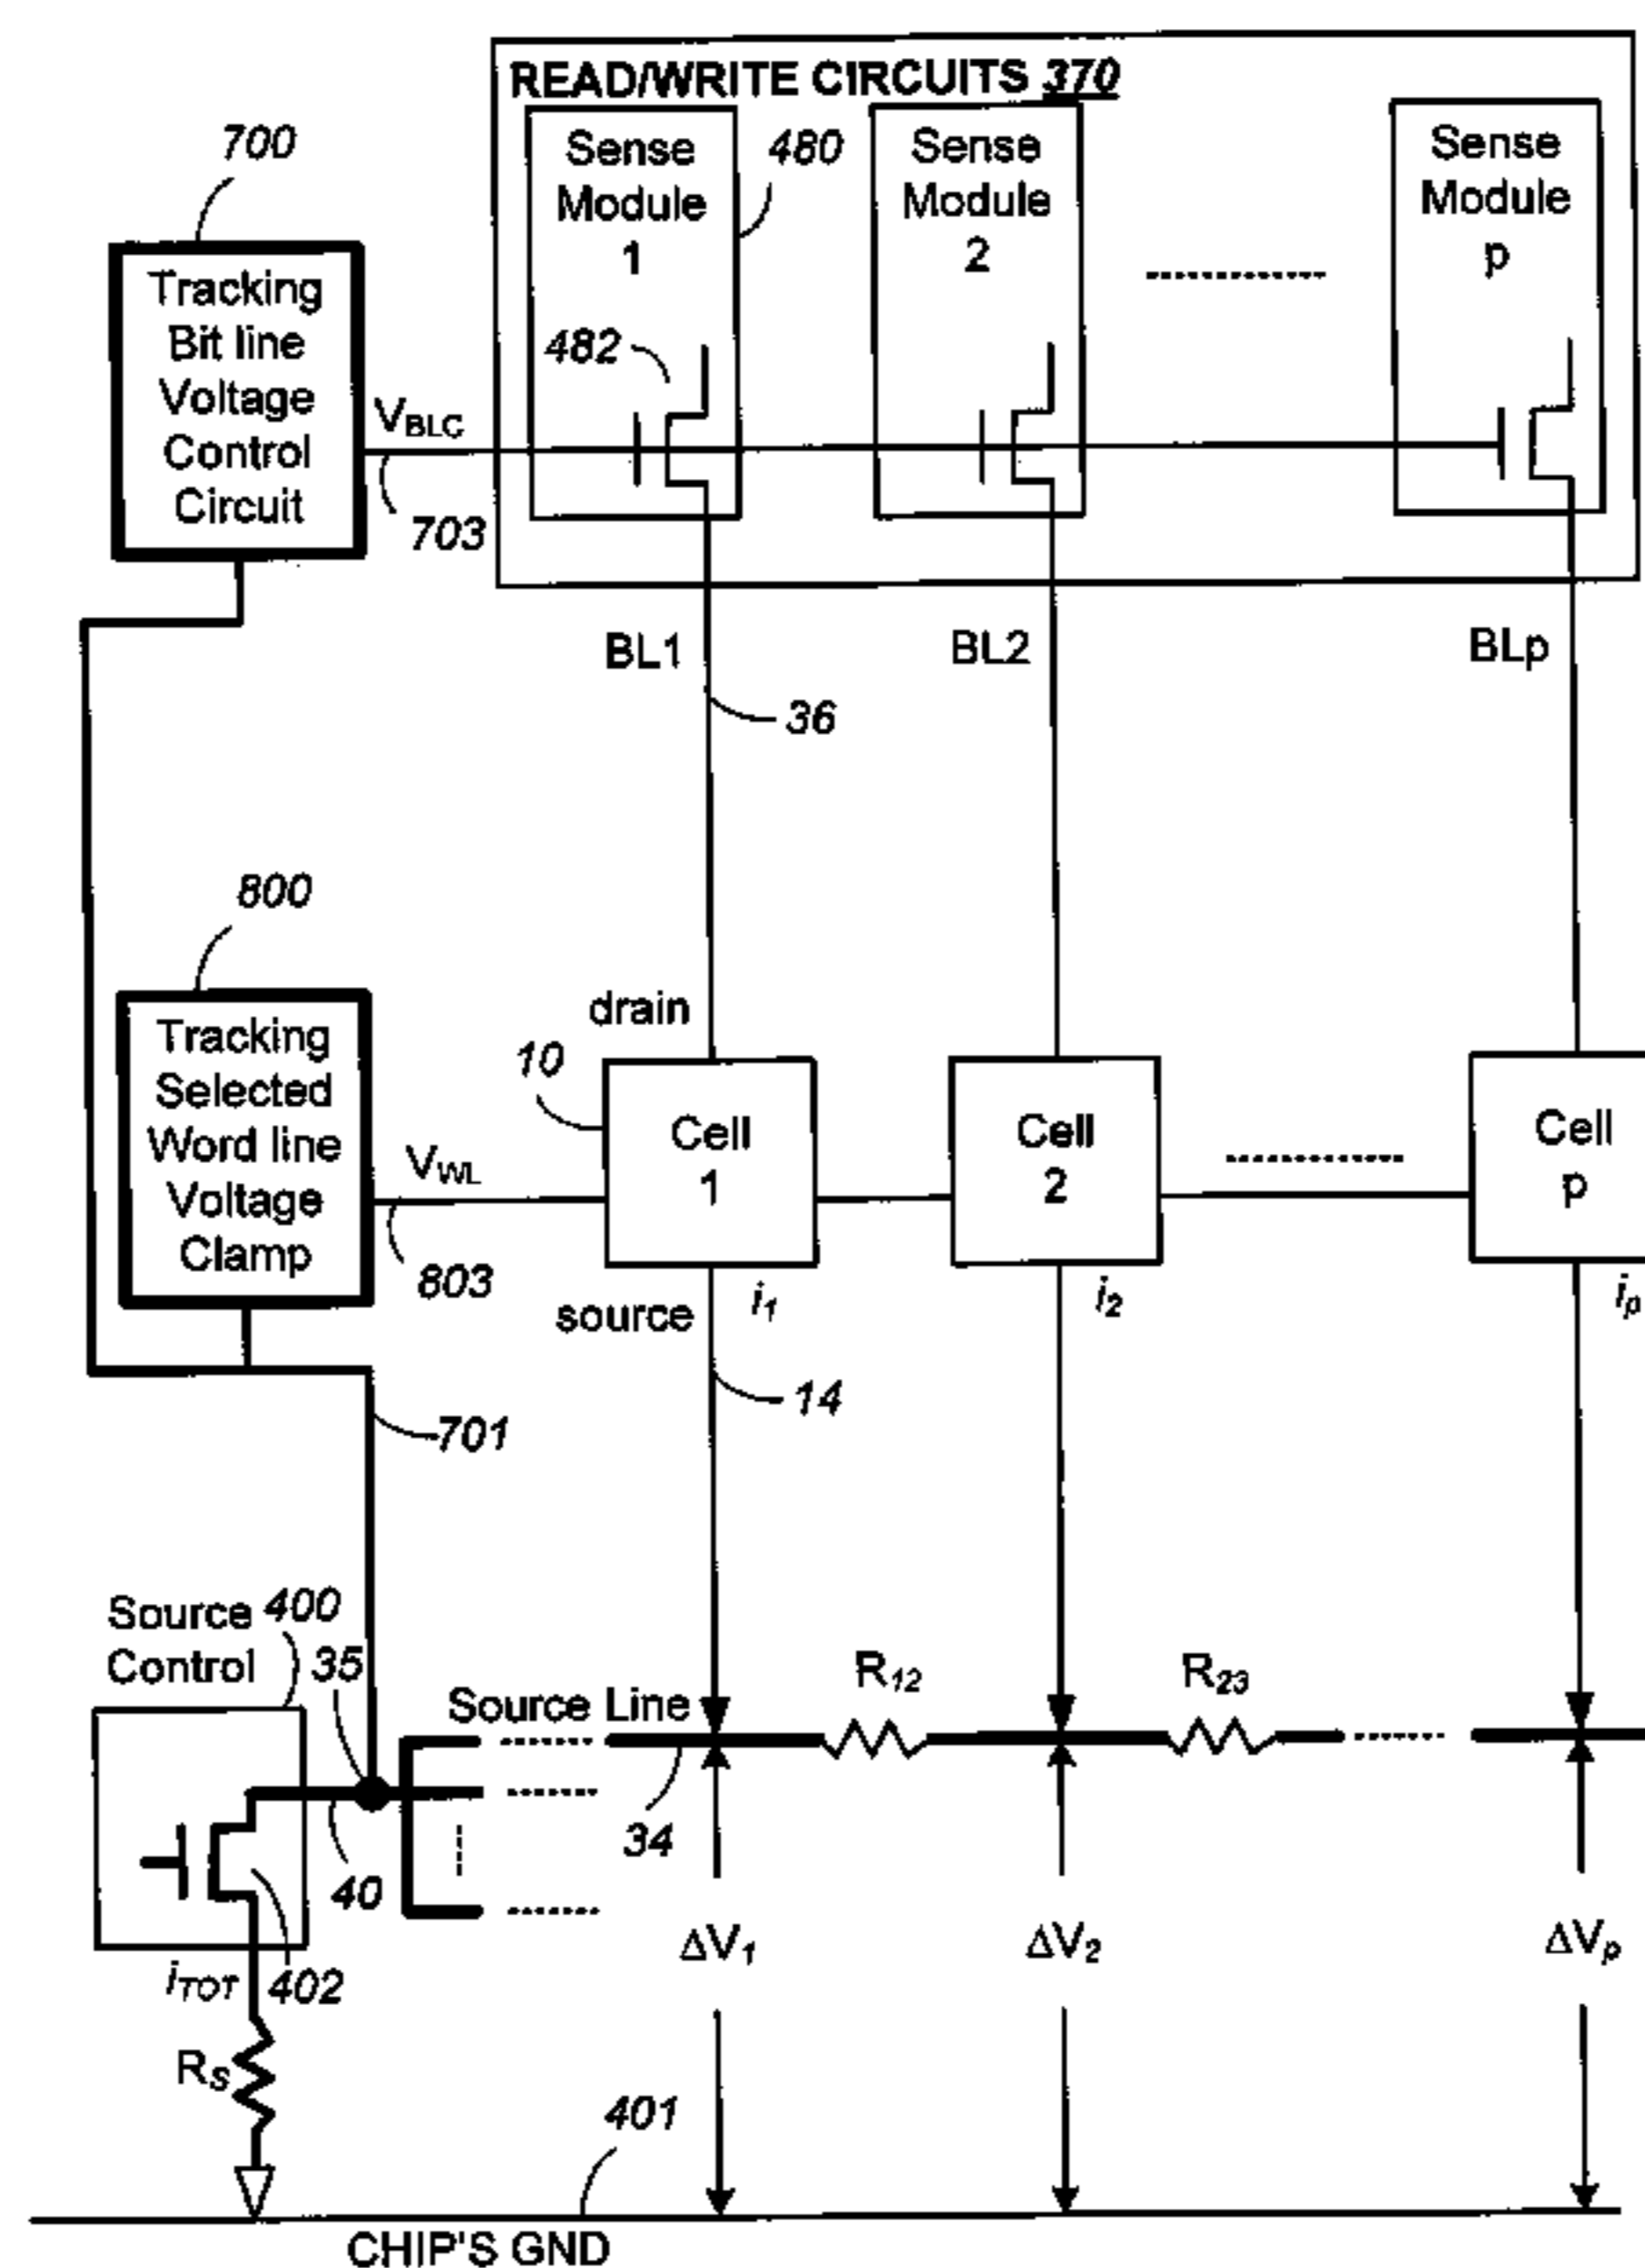 READ/WRITE CIRCUITS 370
700
Sense
Module
1
480
Sense
Module
2
Sense
Module
p
Tracking
Bit line
Voltage
Control
Circuit
482
VBLC
703
BL1
BL2
BLp
36
800
drain
Tracking
Selected
Word line
Voltage
Clamp
10
Cell
1
Cell
2
Cell
p
VWL
803
source
i1
i2
ip
14
701
Source
Control
400
35
Source Line
R12
R23
34
40
ΔV1
ΔV2
ΔVp
iTOT
402
RS
401
CHIP'S GND